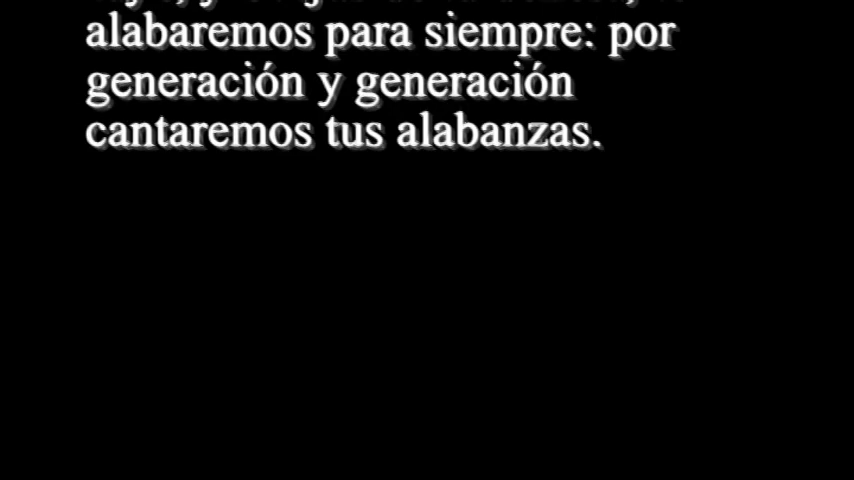 alabaremos para siempre: por
generación y generación
cantaremos tus alabanzas.